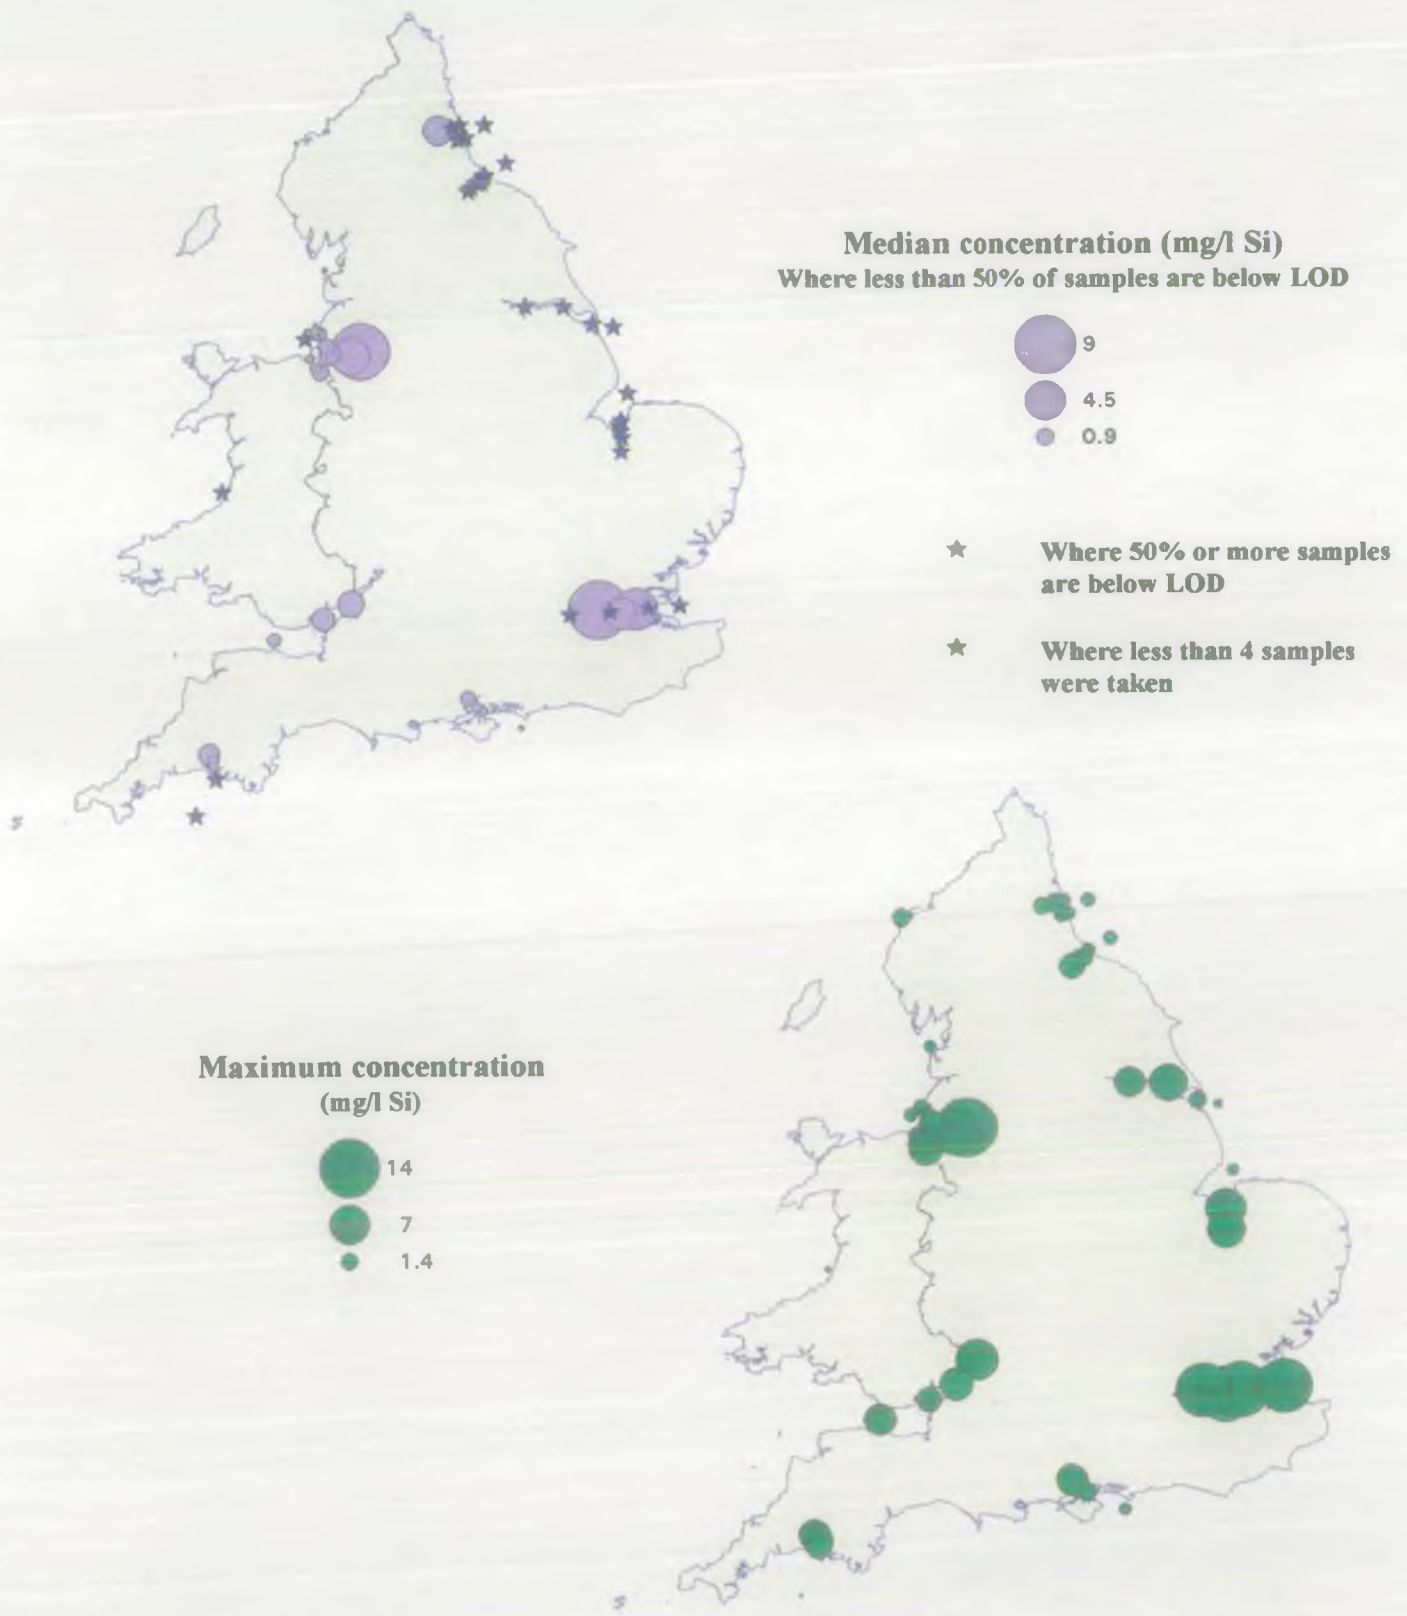 Median concentration (mg/l Si)
Where less than 50% of samples are below LOD
9
4.5
0.9
Where 50% or more samples
are below LOD
Where less than 4 samples
were taken
Maximum concentration
(mg/l Si)
14
7
1.4